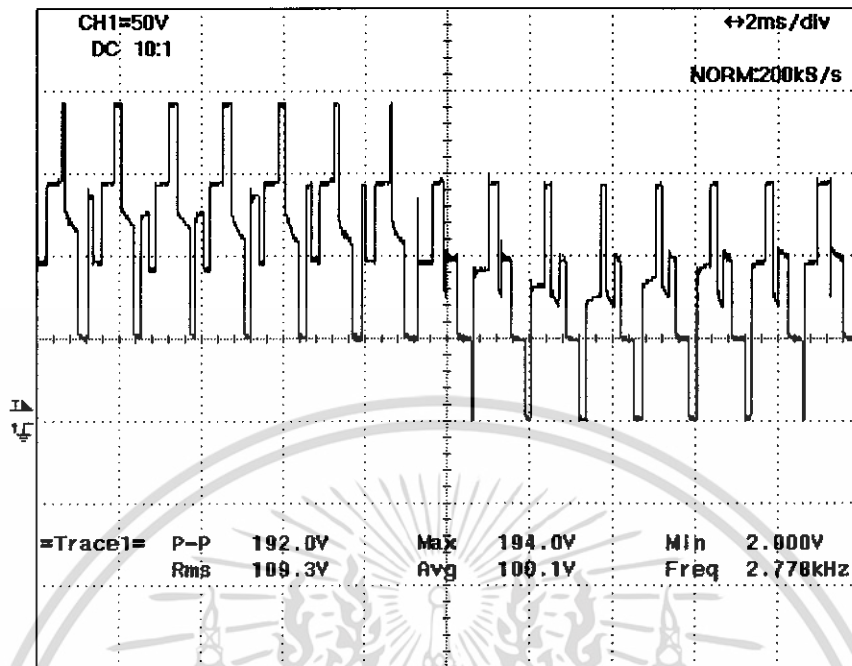 CH1=50V ↔2ms/div
DC 10:1
NORM:200kS/s
=Trace1= P-P 192.0V Max 194.0V Min 2.000V
Rms 109.3V Avg 100.1V Freq 2.778kHz